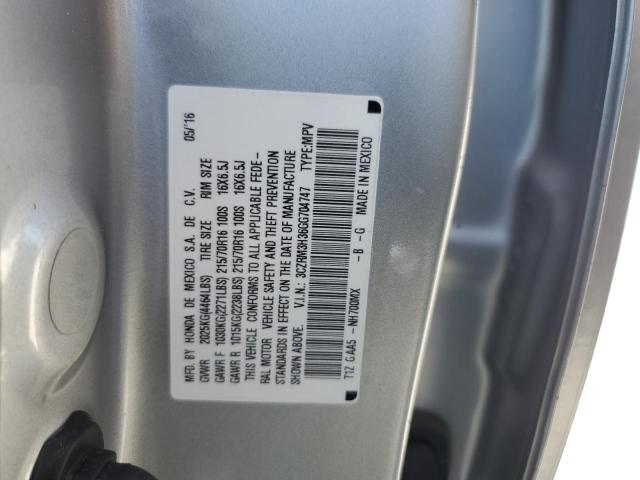 MFD. BY HONDA DE MEXICO S.A. DE C.V. 05/'16
GVWR 2025KG(4464LBS) TIRE SIZE RIM SIZE
GAWR F 1030KG(2271LBS) 215/70R16 100S 16X6.5J
GAWR R 1015KG(2238LBS) 215/70R16 100S 16X6.5J
THIS VEHICLE CONFORMS TO ALL APPLICABLE FEDE-
RAL MOTOR VEHICLE SAFETY AND THEFT PREVENTION
STANDARDS IN EFFECT ON THE DATE OF MANUFACTURE
SHOWN ABOVE. V.I.N.: 3CZRM3H36GG704747 TYPE:MPV
T1Z GAA5 -NH700MX -B -G MADE IN MEXICO